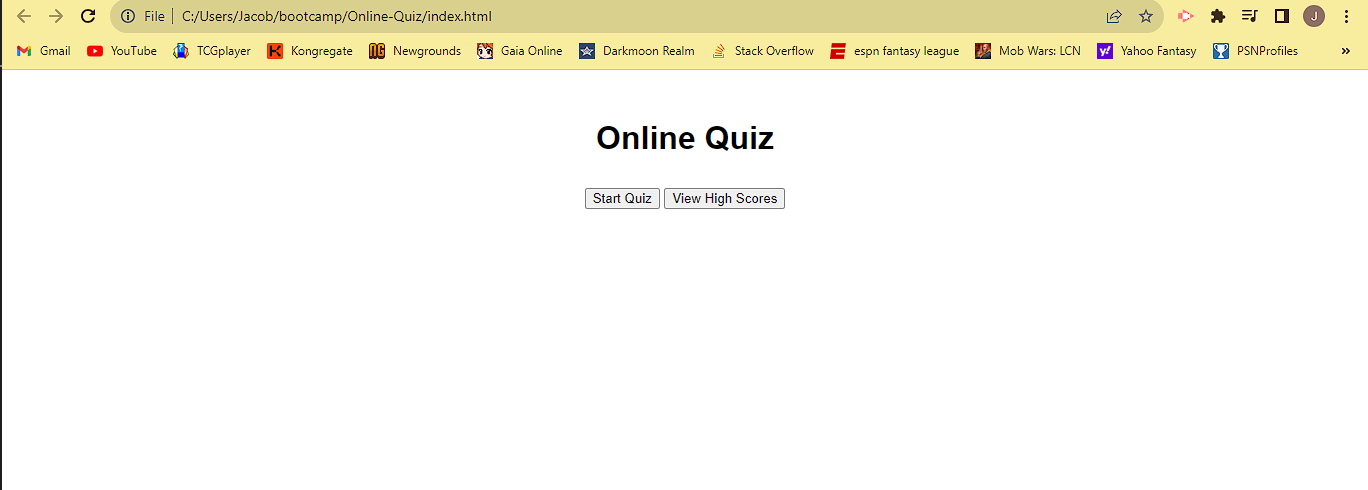 File C:/Users/Jacob/bootcamp/Online-Quiz/index.html J
Gmail YouTube TCGplayer Kongregate Newgrounds Gaia Online Darkmoon Realm Stack Overflow espn fantasy league Mob Wars: LCN Yahoo Fantasy PSNProfiles »
Online Quiz
Start Quiz View High Scores